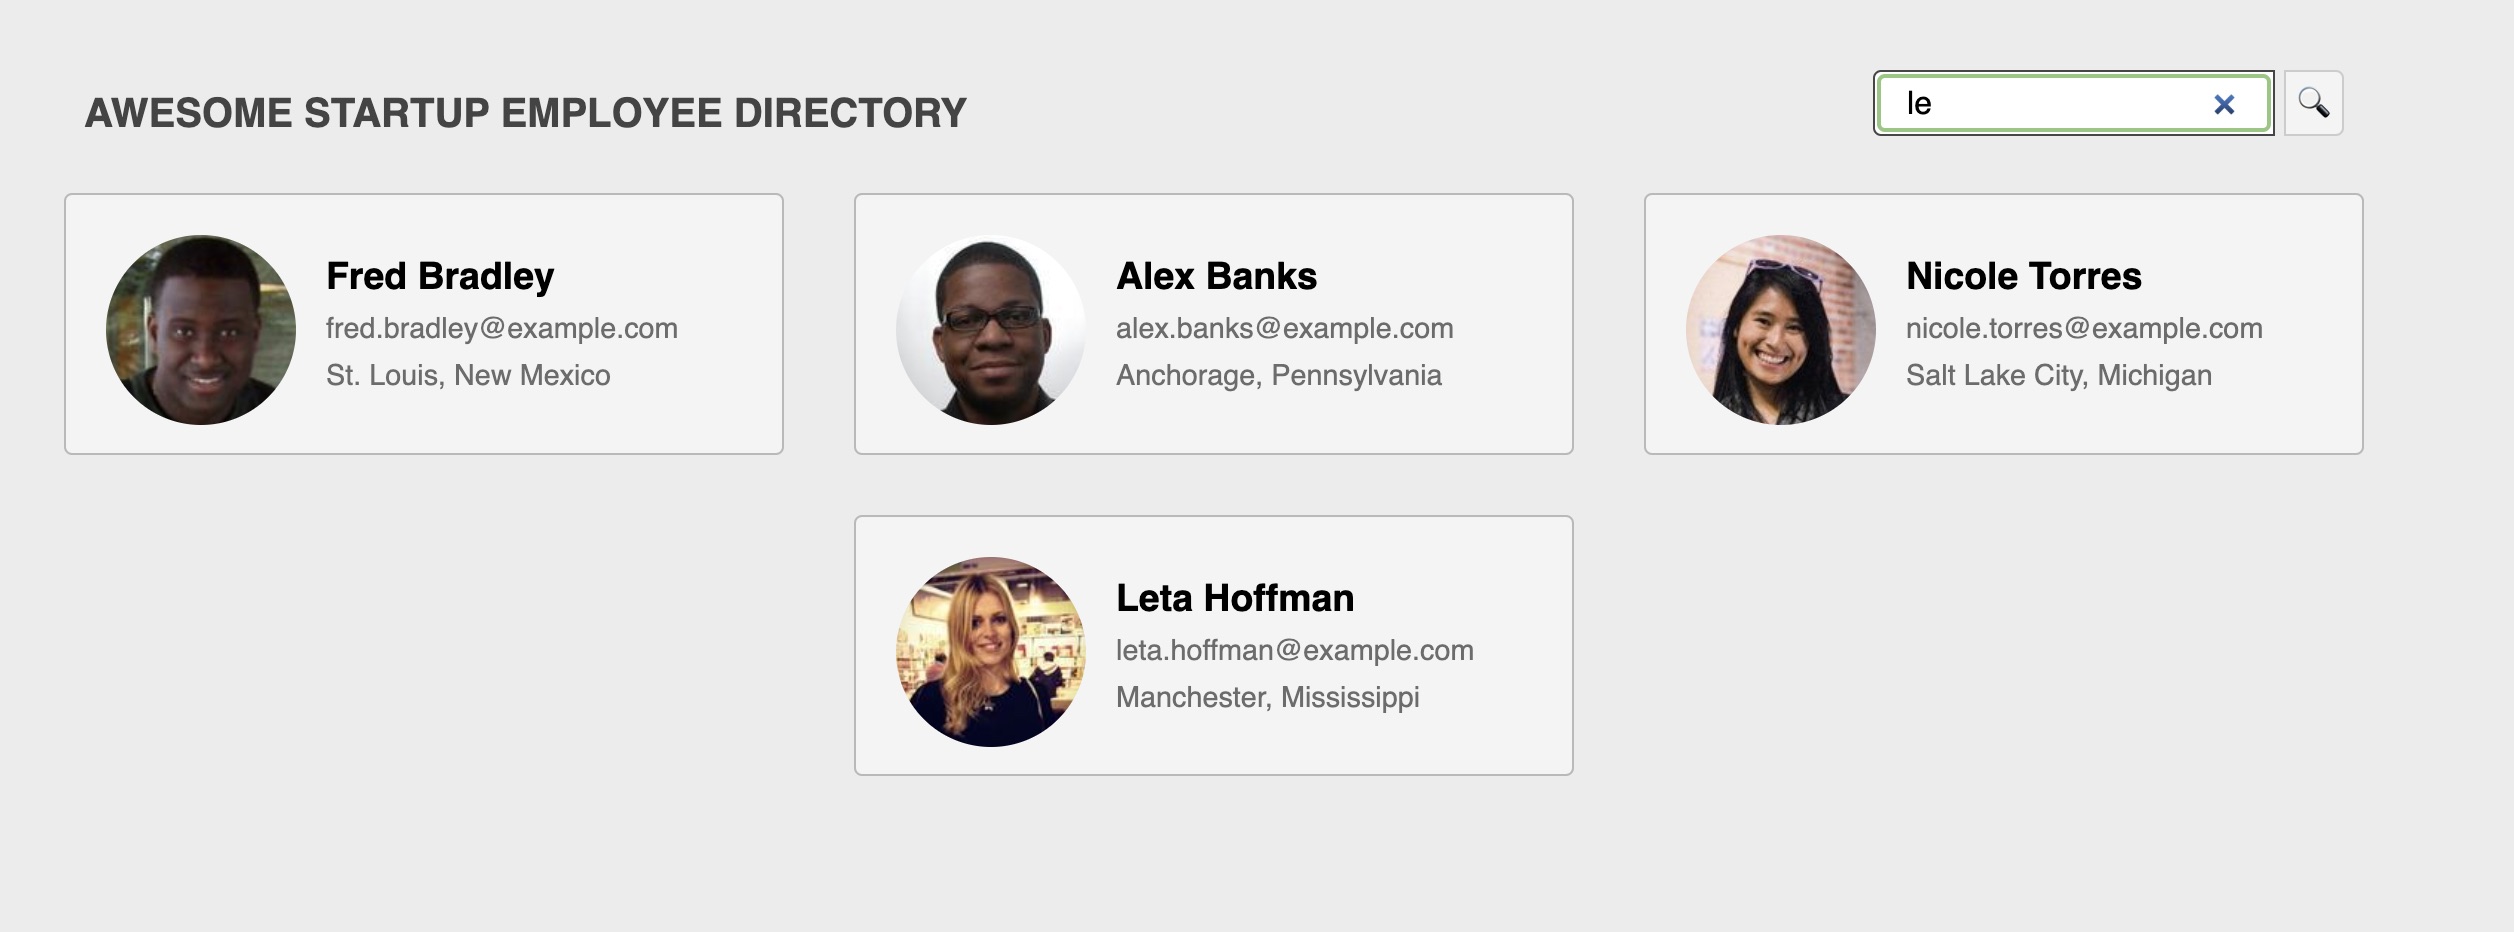 AWESOME STARTUP EMPLOYEE DIRECTORY
le
Fred Bradley
fred.bradley@example.com
St. Louis, New Mexico
Alex Banks
alex.banks@example.com
Anchorage, Pennsylvania
Nicole Torres
nicole.torres@example.com
Salt Lake City, Michigan
Leta Hoffman
leta.hoffman@example.com
Manchester, Mississippi